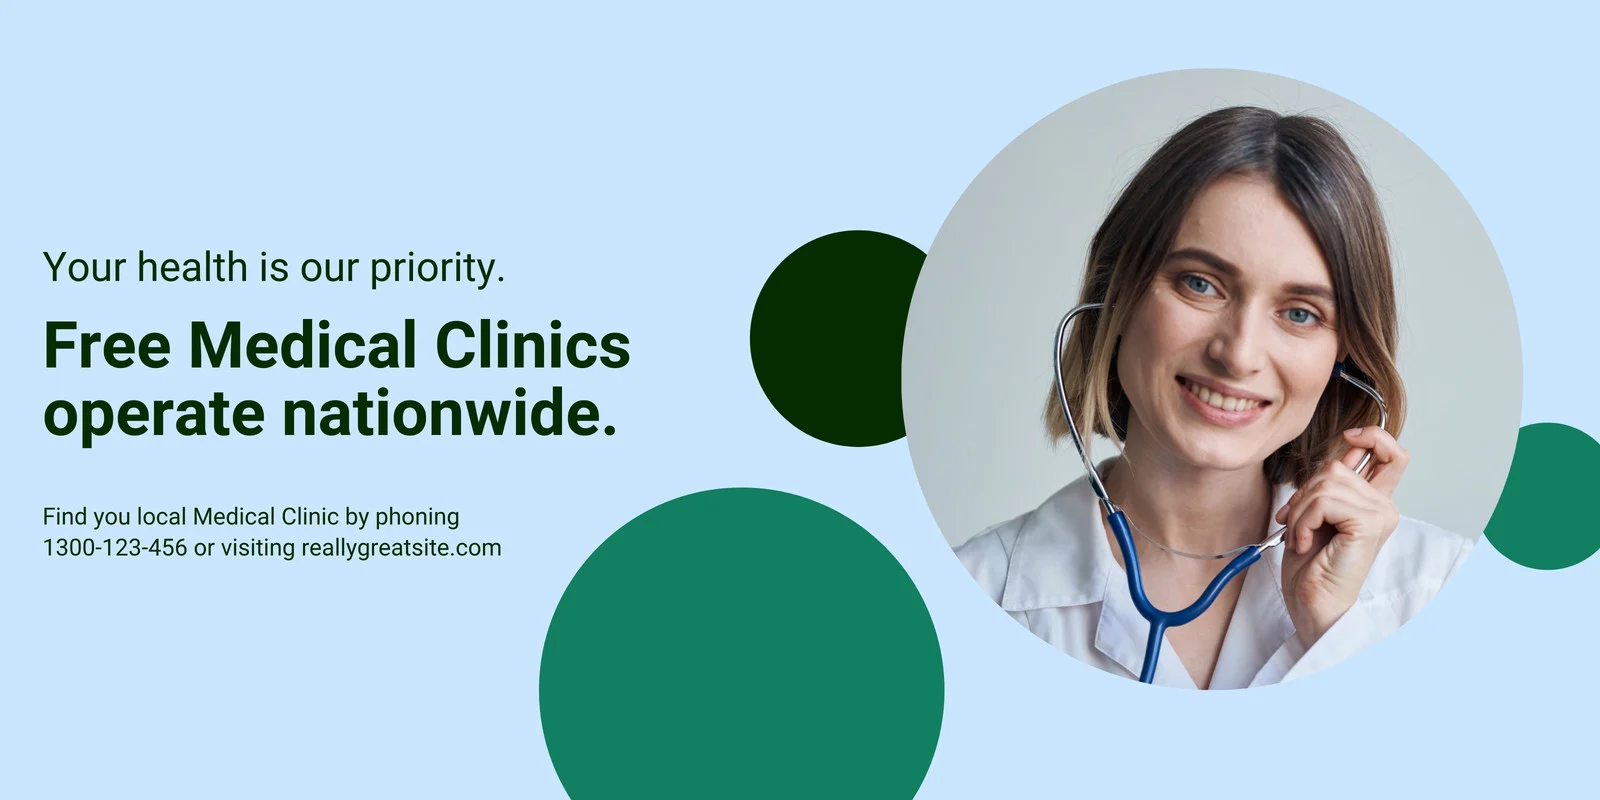 Your health is our priority.
Free Medical Clinics
operate nationwide.
Find you local Medical Clinic by phoning
1300-123-456 or visiting reallygreatsite.com